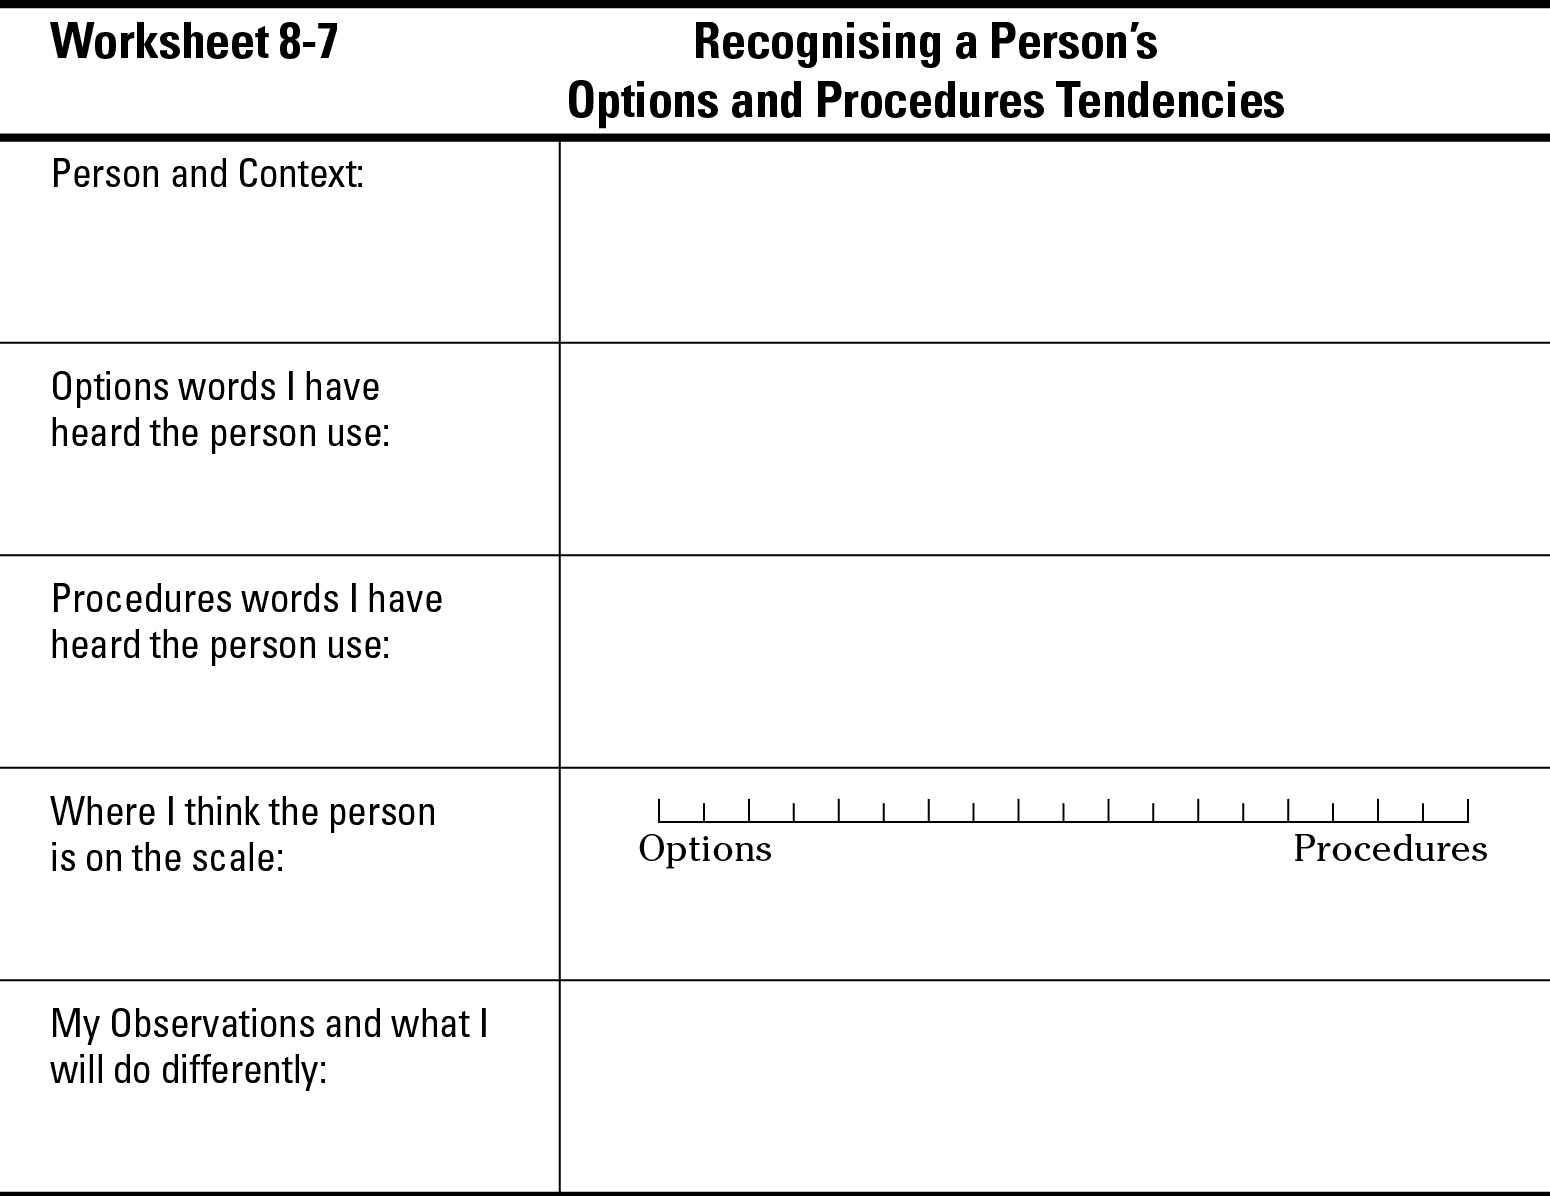 Worksheet 8-7
Recognising a Person’s
Options and Procedures Tendencies
Person and Context:
Options words I have
heard the person use:
Procedures words I have
heard the person use:
Where I think the person
is on the scale:
Options
Procedures
My Observations and what I
will do differently: